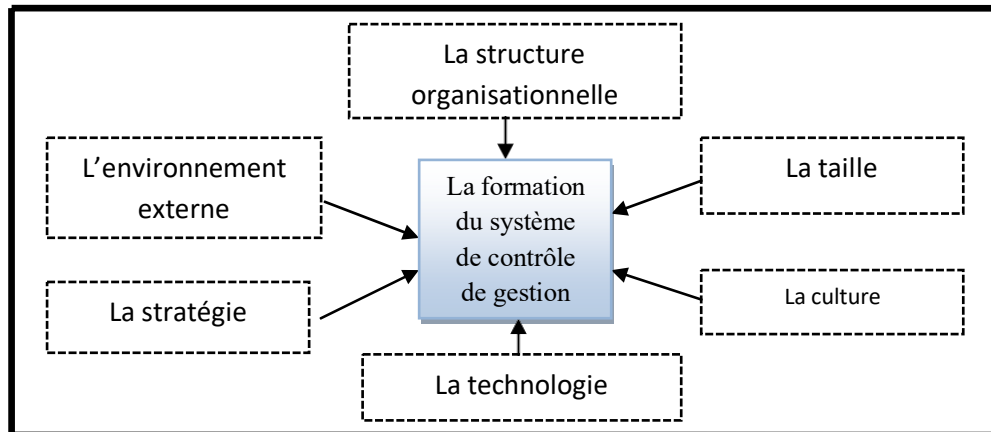 La structure
organisationnelle
L’environnement
externe
La taille
La formation
du système
de contrôle
de gestion
La stratégie
La culture
La technologie